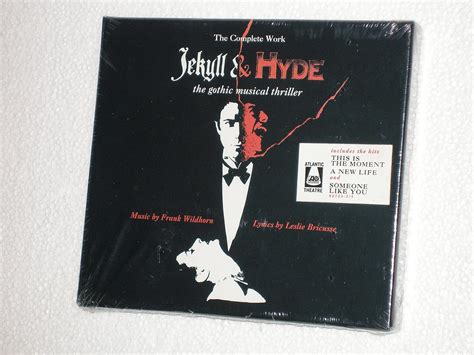 The Complete Work
Jekyll & HYDE
the gothic musical thriller
includes the hits
THIS IS
THE MOMENT
A NEW LIFE
and
SOMEONE
LIKE YOU
ATLANTIC
THEATRE
Music by Frank Wildhorn
Lyrics by Leslie Bricusse